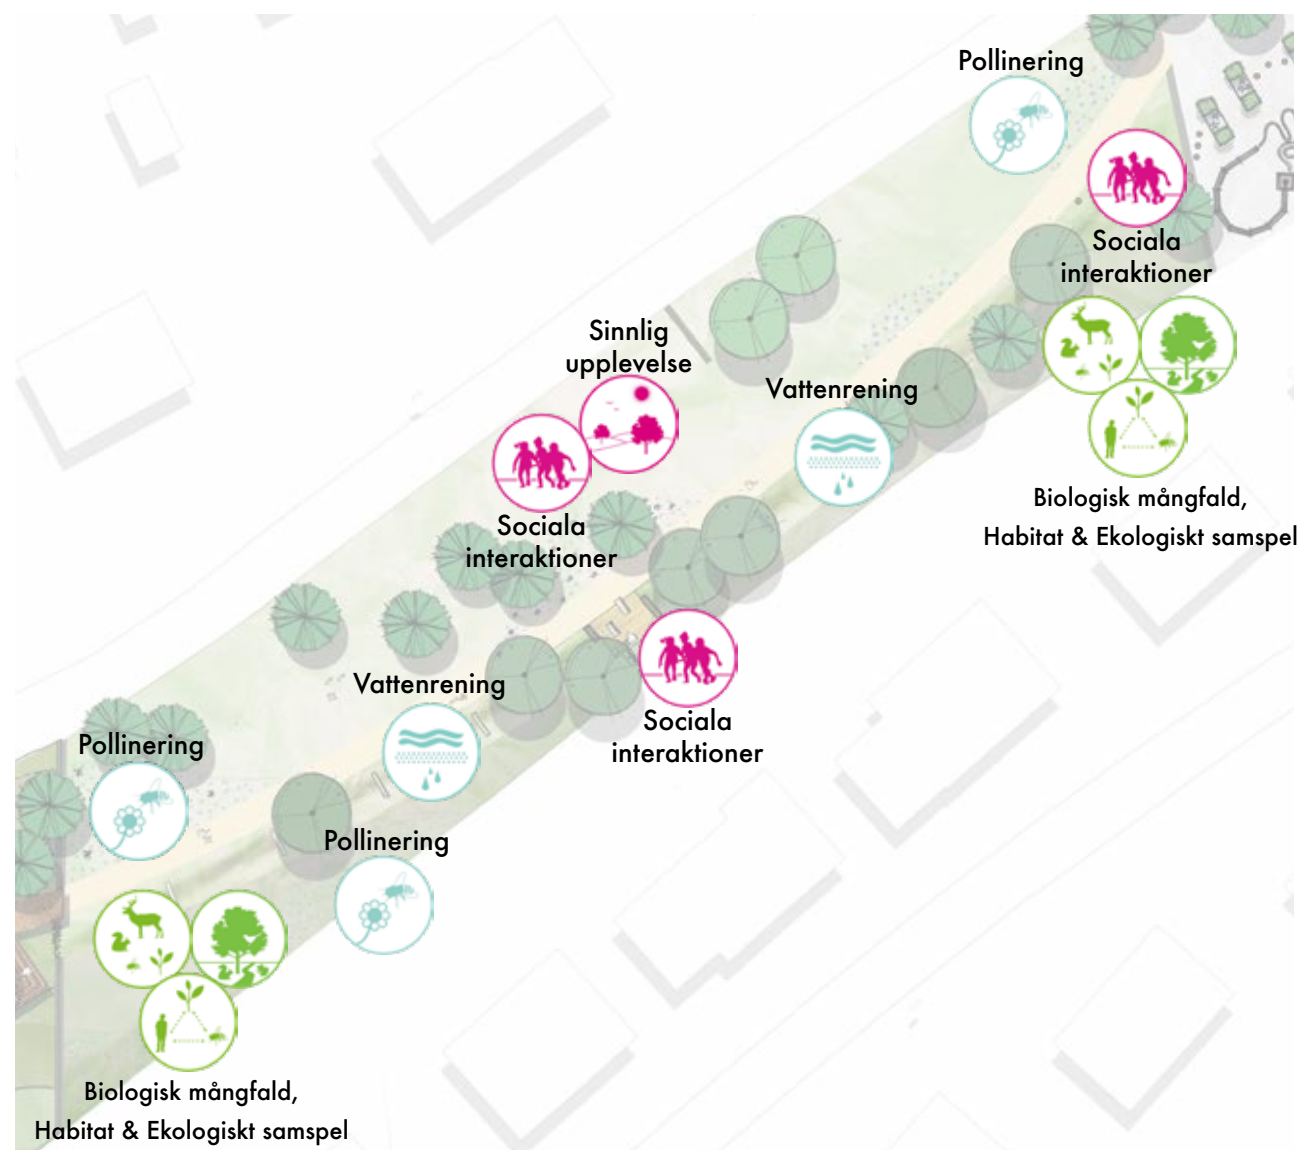 Pollinering
Sociala
interaktioner
Sinnlig
upplevelse
Vattenrening
Biologisk mångfald,
Habitat & Ekologiskt samspel
Sociala
interaktioner
Vattenrening
Sociala
interaktioner
Pollinering
Pollinering
Biologisk mångfald,
Habitat & Ekologiskt samspel